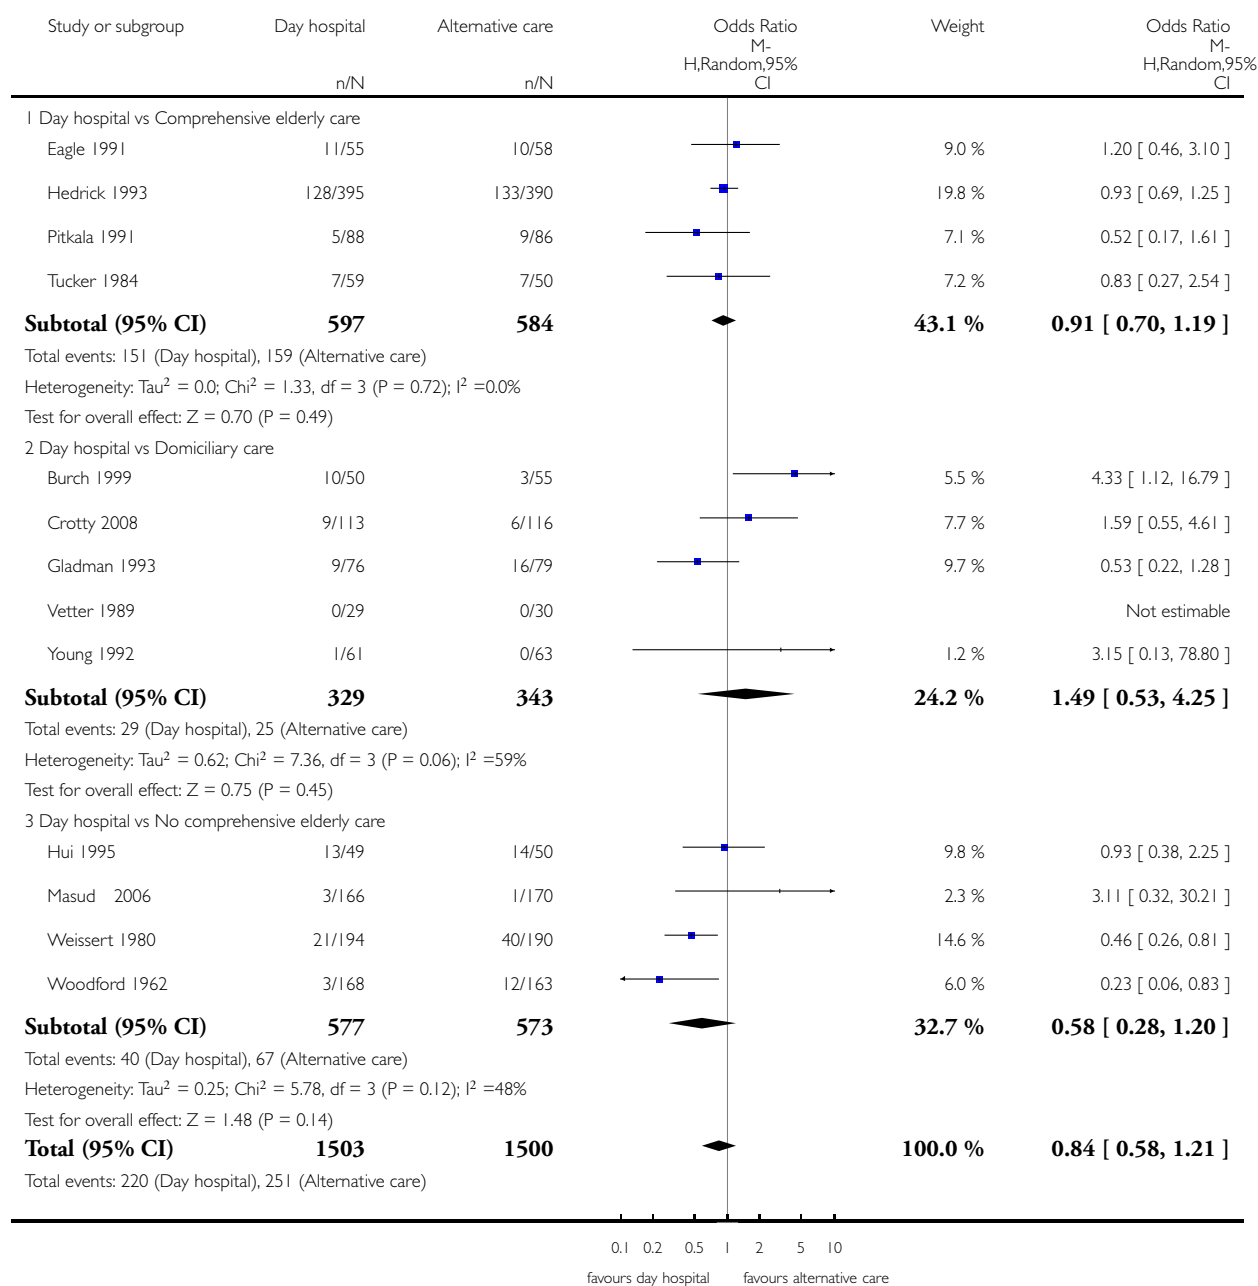 Study or subgroup Day hospital Alternative care Odds Ratio Weight Odds Ratio
M- M-
H,Random,95% H,Random,95%
n/N n/N CI CI
1 Day hospital vs Comprehensive elderly care
Eagle 1991 11/55 10/58 9.0 % 1.20 [ 0.46, 3.10 ]
Hedrick 1993 128/395 133/390 19.8 % 0.93 [ 0.69, 1.25 ]
Pitkala 1991 5/88 9/86 7.1 % 0.52 [ 0.17, 1.61 ]
Tucker 1984 7/59 7/50 7.2 % 0.83 [ 0.27, 2.54 ]
Subtotal (95% CI) 597 584 43.1 % 0.91 [ 0.70, 1.19 ]
Total events: 151 (Day hospital), 159 (Alternative care)
Heterogeneity: Tau² = 0.0; Chi² = 1.33, df = 3 (P = 0.72); I² =0.0%
Test for overall effect: Z = 0.70 (P = 0.49)
2 Day hospital vs Domiciliary care
Burch 1999 10/50 3/55 5.5 % 4.33 [ 1.12, 16.79 ]
Crotty 2008 9/113 6/116 7.7 % 1.59 [ 0.55, 4.61 ]
Gladman 1993 9/76 16/79 9.7 % 0.53 [ 0.22, 1.28 ]
Vetter 1989 0/29 0/30 Not estimable
Young 1992 1/61 0/63 1.2 % 3.15 [ 0.13, 78.80 ]
Subtotal (95% CI) 329 343 24.2 % 1.49 [ 0.53, 4.25 ]
Total events: 29 (Day hospital), 25 (Alternative care)
Heterogeneity: Tau² = 0.62; Chi² = 7.36, df = 3 (P = 0.06); I² =59%
Test for overall effect: Z = 0.75 (P = 0.45)
3 Day hospital vs No comprehensive elderly care
Hui 1995 13/49 14/50 9.8 % 0.93 [ 0.38, 2.25 ]
Masud 2006 3/166 1/170 2.3 % 3.11 [ 0.32, 30.21 ]
Weissert 1980 21/194 40/190 14.6 % 0.46 [ 0.26, 0.81 ]
Woodford 1962 3/168 12/163 6.0 % 0.23 [ 0.06, 0.83 ]
Subtotal (95% CI) 577 573 32.7 % 0.58 [ 0.28, 1.20 ]
Total events: 40 (Day hospital), 67 (Alternative care)
Heterogeneity: Tau² = 0.25; Chi² = 5.78, df = 3 (P = 0.12); I² =48%
Test for overall effect: Z = 1.48 (P = 0.14)
Total (95% CI) 1503 1500 100.0 % 0.84 [ 0.58, 1.21 ]
Total events: 220 (Day hospital), 251 (Alternative care)
0.1 0.2 0.5 1 2 5 10
favours day hospital favours alternative care